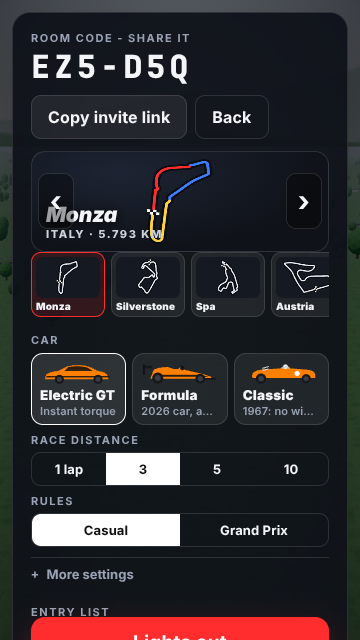 ROOM CODE - SHARE IT
EZ5-D5Q
Copy invite link
Back
‹
›
Monza
ITALY · 5.793 KM
Monza
Silverstone
Spa
Austria
CAR
Electric GT
Instant torque
Formula
2026 car, a...
Classic
1967: no wi...
RACE DISTANCE
1 lap
3
5
10
RULES
Casual
Grand Prix
+ More settings
ENTRY LIST
Lights out